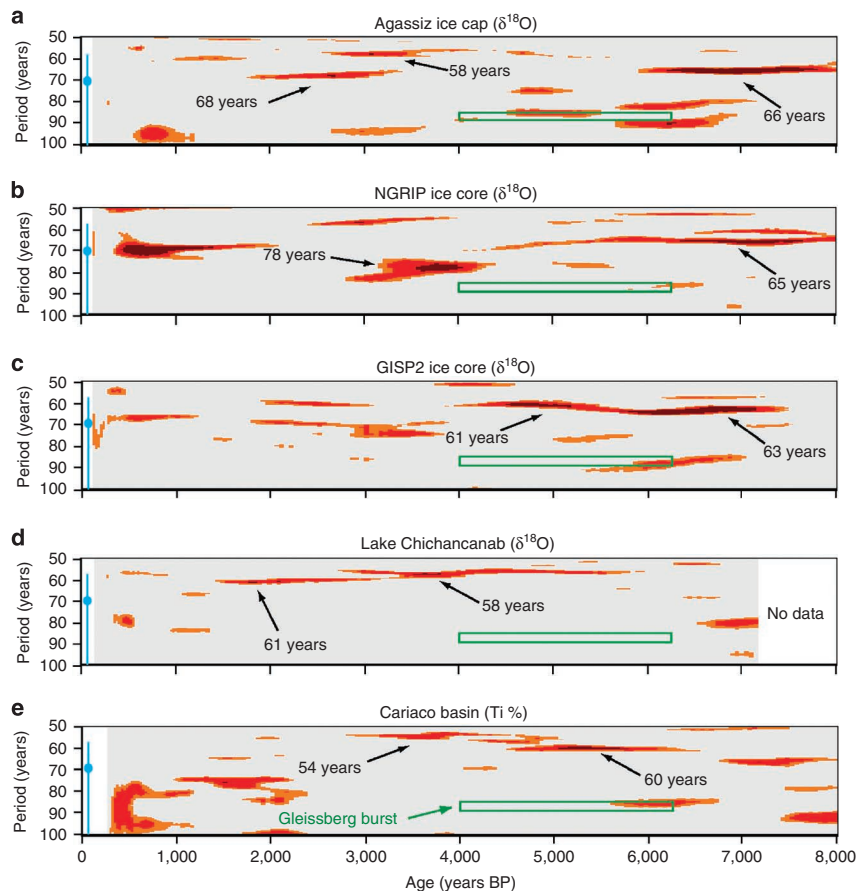 a
Agassiz ice cap (δ¹⁸O)
Period (years)
50
60
70
80
90
100
58 years
68 years
66 years
b
NGRIP ice core (δ¹⁸O)
Period (years)
50
60
70
80
90
100
78 years
65 years
c
GISP2 ice core (δ¹⁸O)
Period (years)
50
60
70
80
90
100
61 years
63 years
d
Lake Chichancanab (δ¹⁸O)
Period (years)
50
60
70
80
90
100
58 years
61 years
No data
e
Cariaco basin (Ti %)
Period (years)
50
60
70
80
90
100
54 years
60 years
Gleissberg burst
0 1,000 2,000 3,000 4,000 5,000 6,000 7,000 8,000
Age (years BP)